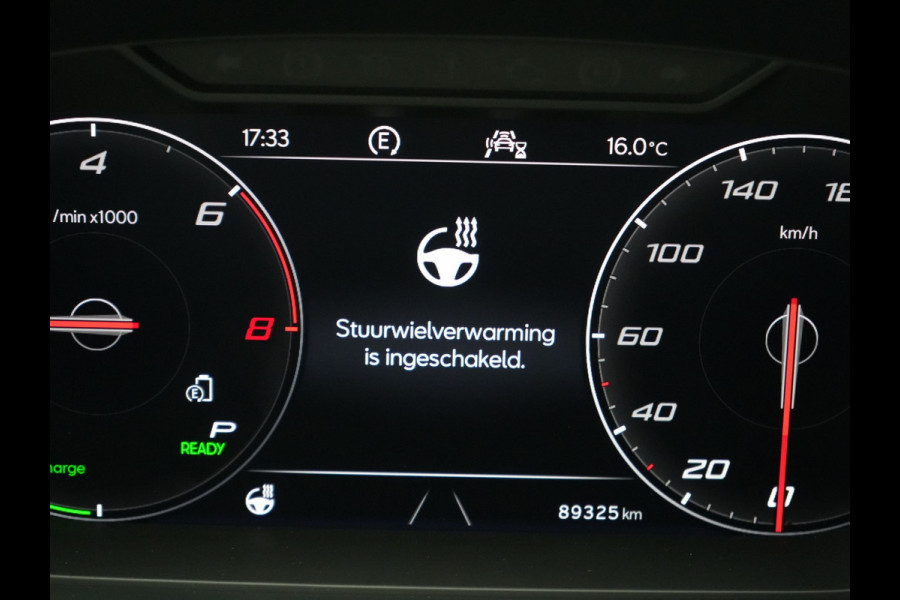 17:33
E
16.0°C
4
6
8
/min x1000
140
18
km/h
100
60
40
20
0
Stuurwielverwarming
is ingeschakeld.
E
P
READY
harge
89325 km